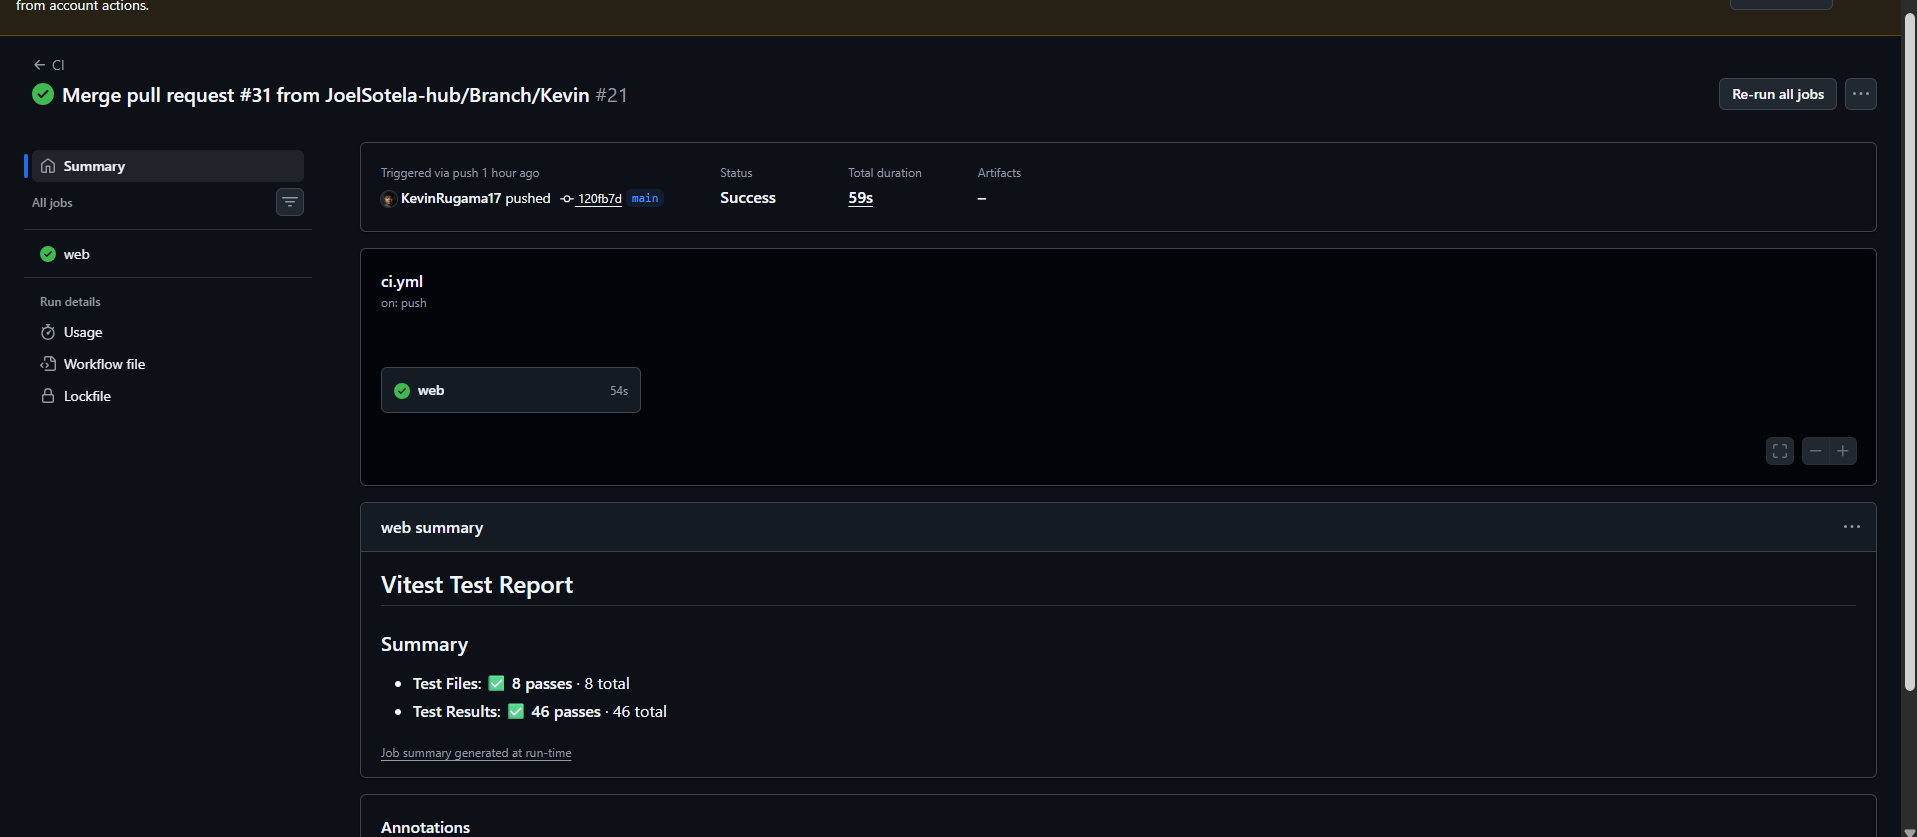 from account actions.
CI
Merge pull request #31 from JoelSotela-hub/Branch/Kevin #21
Re-run all jobs
Summary
All jobs
web
Run details
Usage
Workflow file
Lockfile
Triggered via push 1 hour ago
KevinRugama17 pushed 120fb7d main
Status
Success
Total duration
59s
Artifacts
–
ci.yml
on: push
web 54s
web summary
Vitest Test Report
Summary
• Test Files: ✅ 8 passes · 8 total
• Test Results: ✅ 46 passes · 46 total
Job summary generated at run-time
Annotations